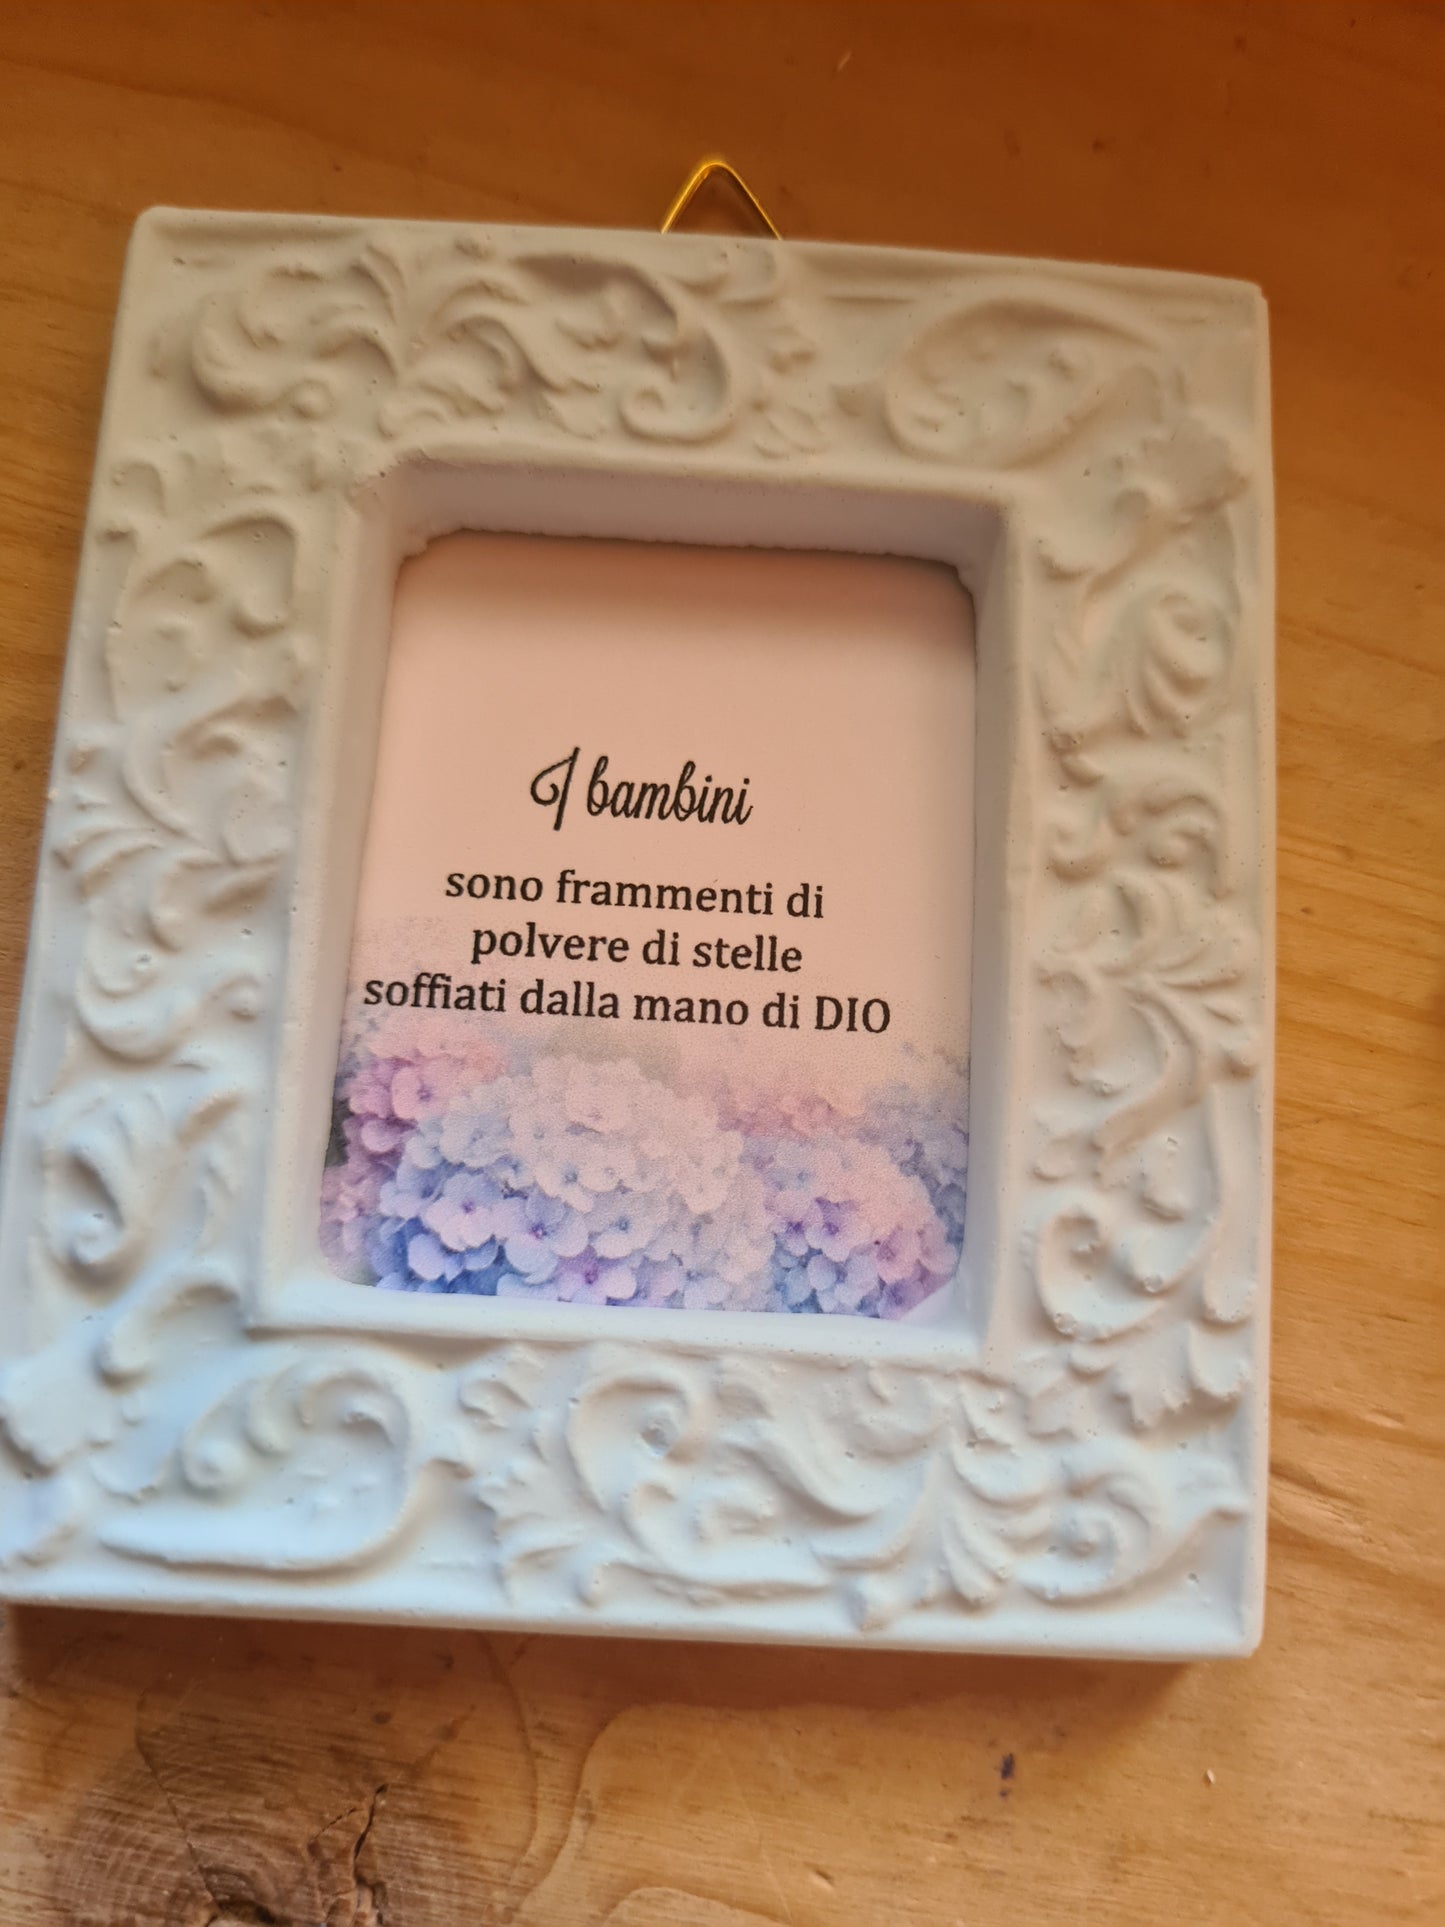 I bambini
sono frammenti di
polvere di stelle
soffiati dalla mano di DIO